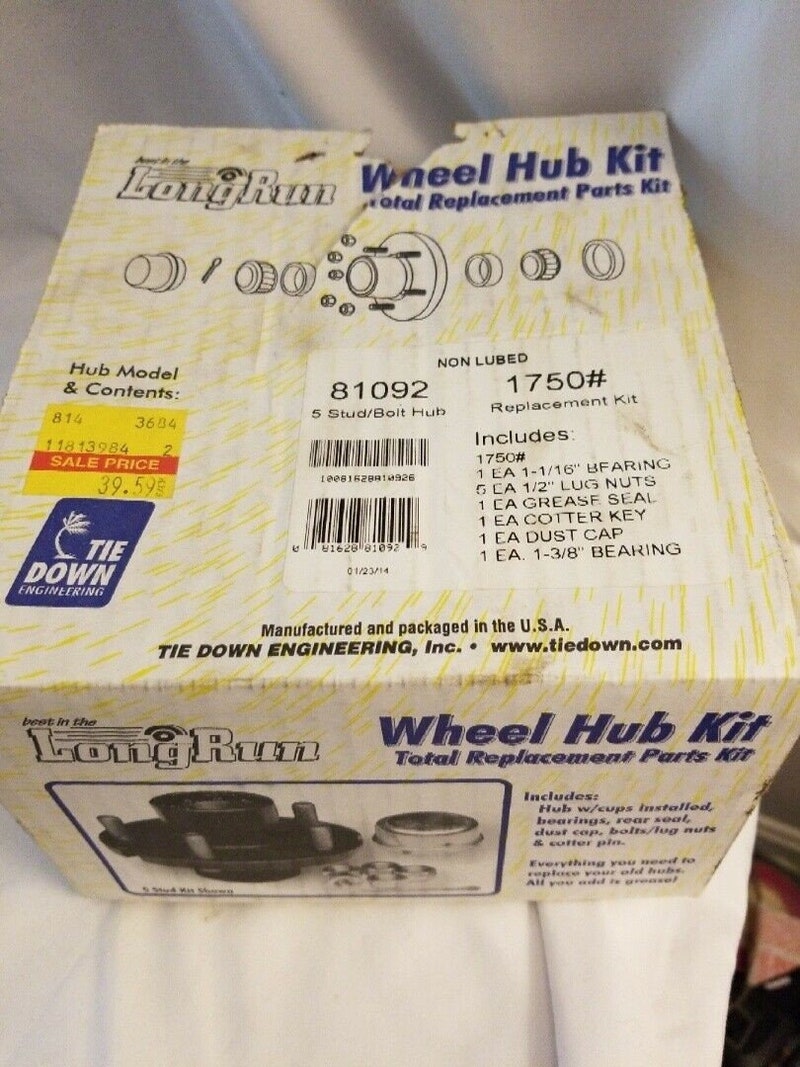 best in the
LongRun
Wheel Hub Kit
Total Replacement Parts Kit
Hub Model
& Contents:
814 3684
11813984 2
SALE PRICE
39.59
TIE
DOWN
ENGINEERING
NON LUBED
81092
5 Stud/Bolt Hub
1750#
Replacement Kit
Includes:
1750#
1 EA 1-1/16" BEARING
5 EA 1/2" LUG NUTS
1 EA GREASE SEAL
1 EA COTTER KEY
1 EA DUST CAP
1 EA. 1-3/8" BEARING
10081628810926
0 81628 81092 9
01/23/14
Manufactured and packaged in the U.S.A.
TIE DOWN ENGINEERING, Inc. • www.tiedown.com
best in the
LongRun
Wheel Hub Kit
Total Replacement Parts Kit
5 Stud Kit Shown
Includes:
Hub w/cups installed,
bearings, rear seal,
dust cap, bolts/lug nuts
& cotter pin.
Everything you need to
replace your old hubs.
All you add is grease!